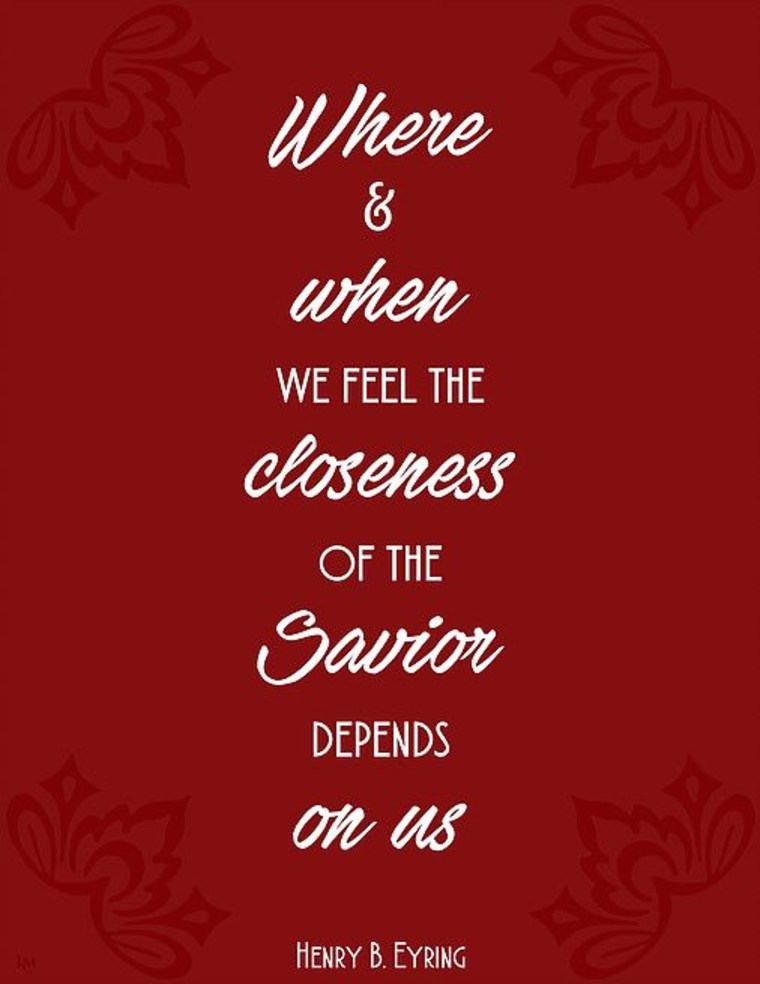 Where
&
when
WE FEEL THE
closeness
OF THE
Savior
DEPENDS
on us
HENRY B. EYRING